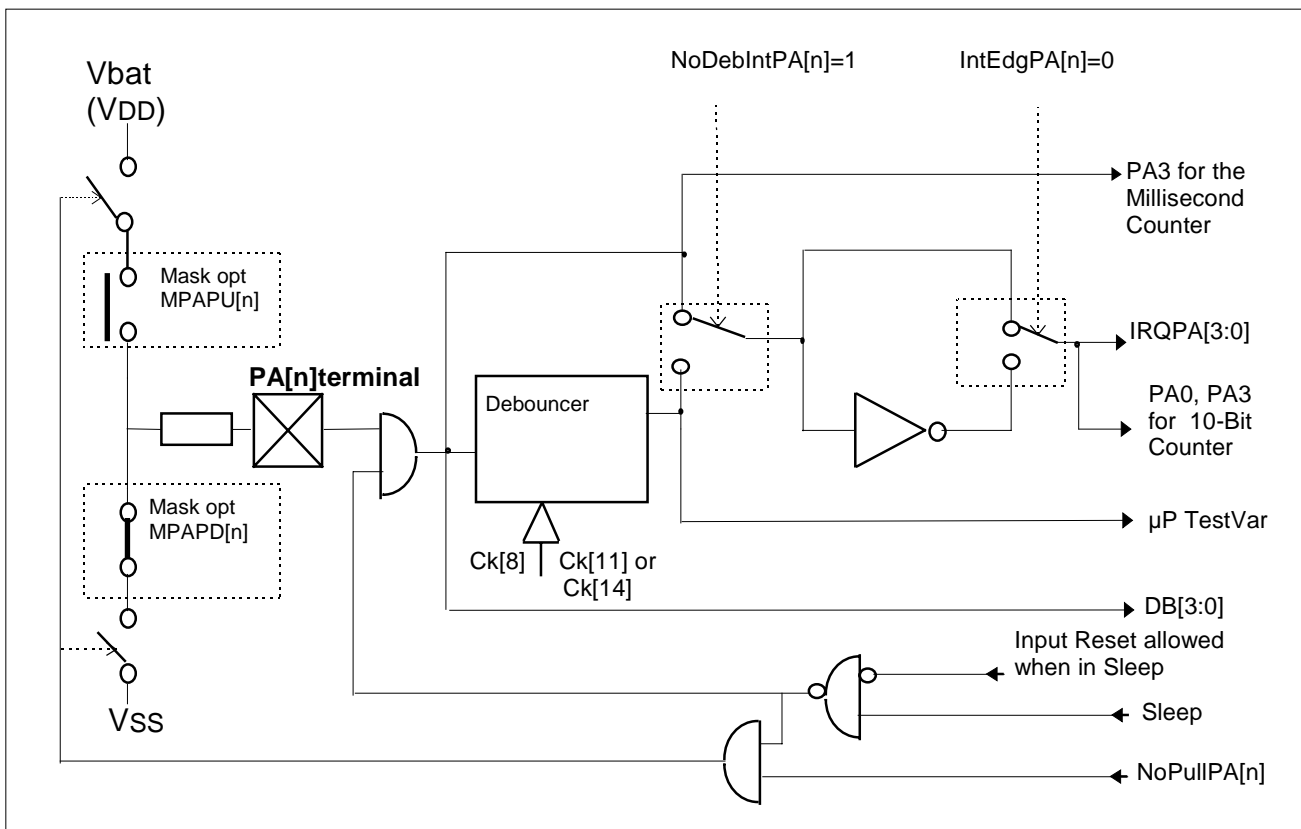 NoDebIntPA[n]=1
IntEdgPA[n]=0
Vbat
(VDD)
PA3 for the
Millisecond
Counter
Mask opt
MPAPU[n]
IRQPA[3:0]
PA[n]terminal
Debouncer
PA0, PA3
for 10-Bit
Counter
Mask opt
MPAPD[n]
µP TestVar
Ck[8]
Ck[11] or
Ck[14]
DB[3:0]
Input Reset allowed
when in Sleep
Sleep
VSS
NoPullPA[n]